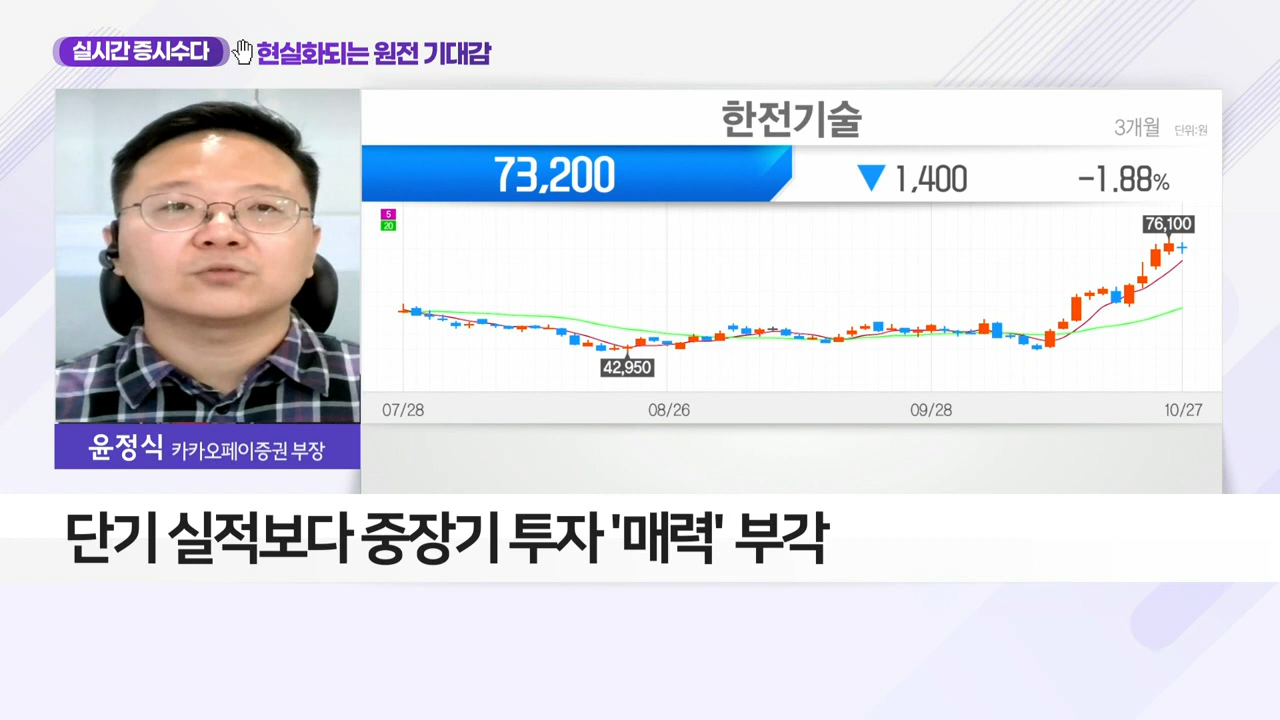 실시간 증시수다 현실화되는 원전 기대감
한전기술
3개월 단위:원
73,200 ▼ 1,400 -1.88%
5
20
76,100
42,950
07/28 08/26 09/28 10/27
윤정식 카카오페이증권 부장
단기 실적보다 중장기 투자 '매력' 부각